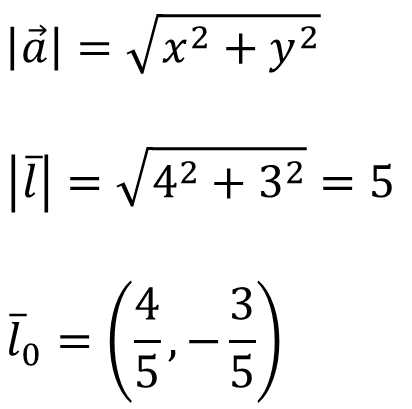 |a⃗| = √(x² + y²)
|l̅| = √(4² + 3²) = 5
l̅₀ = (4/5, −3/5)